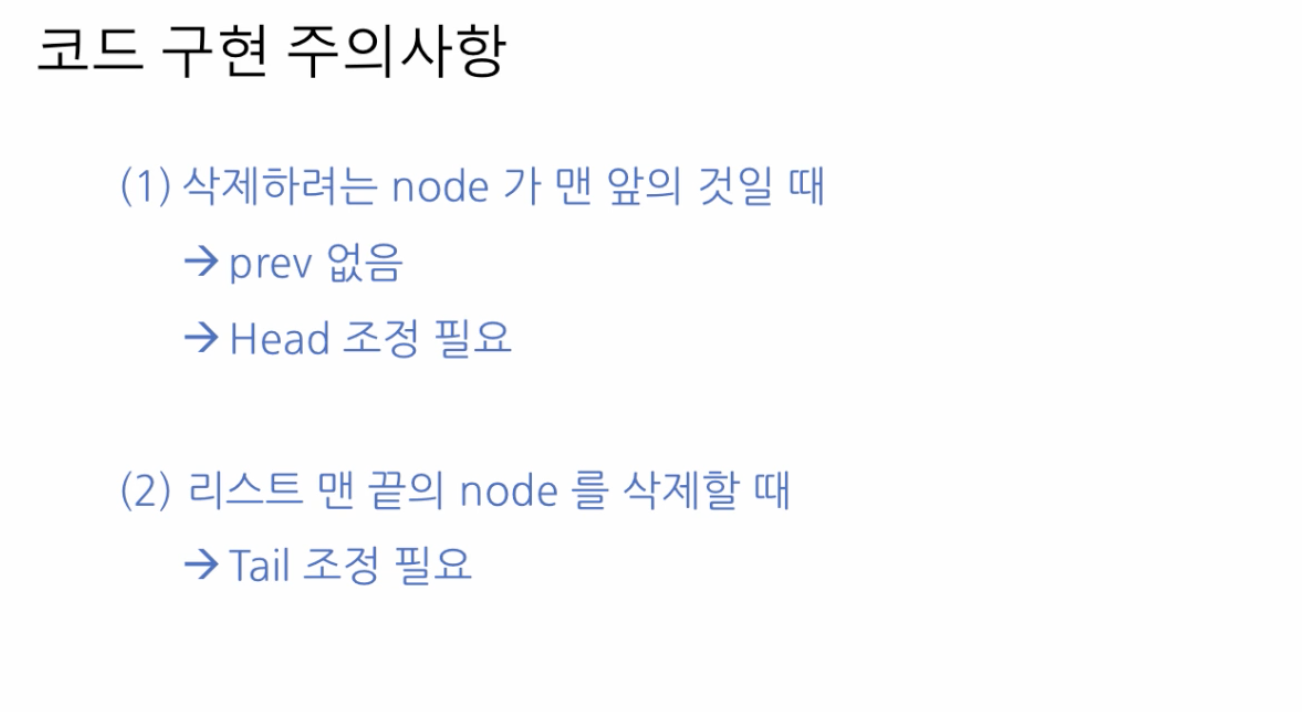 코드 구현 주의사항
(1) 삭제하려는 node 가 맨 앞의 것일 때
→ prev 없음
→ Head 조정 필요
(2) 리스트 맨 끝의 node 를 삭제할 때
→ Tail 조정 필요